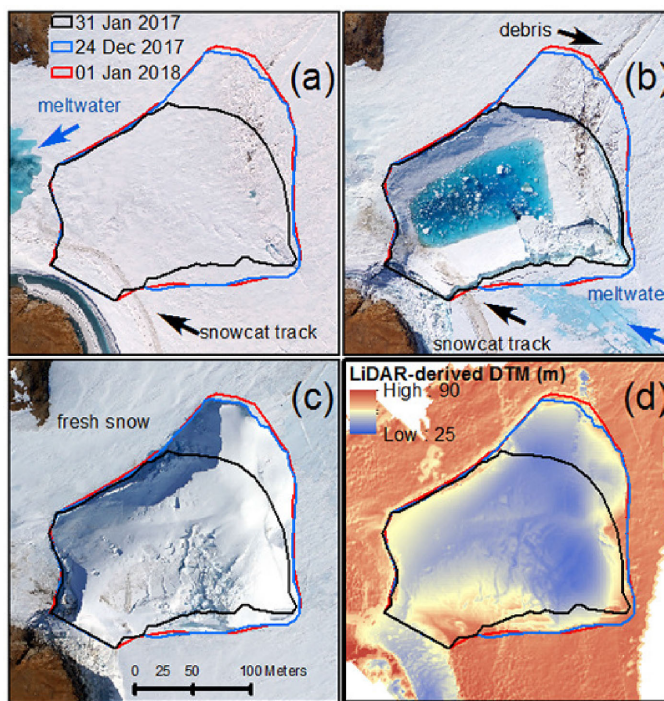 31 Jan 2017
24 Dec 2017
01 Jan 2018
(a)
meltwater
snowcat track
debris
(b)
meltwater
snowcat track
fresh snow
(c)
0 25 50 100 Meters
LiDAR-derived DTM (m)
High : 90
Low : 25
(d)